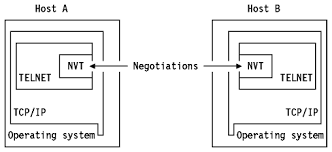 Host A
Host B
NVT
Negotiations
NVT
TELNET
TELNET
TCP/IP
TCP/IP
Operating system
Operating system